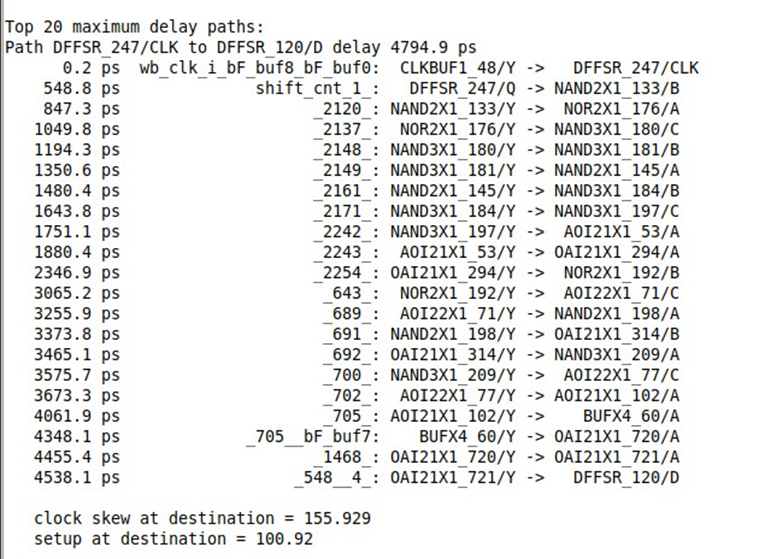 Top 20 maximum delay paths:
Path DFFSR_247/CLK to DFFSR_120/D delay 4794.9 ps
0.2 ps wb_clk_i_bF_buf8_bF_buf0: CLKBUF1_48/Y -> DFFSR_247/CLK
548.8 ps shift_cnt_1_: DFFSR_247/Q -> NAND2X1_133/B
847.3 ps _2120_: NAND2X1_133/Y -> NOR2X1_176/A
1049.8 ps _2137_: NOR2X1_176/Y -> NAND3X1_180/C
1194.3 ps _2148_: NAND3X1_180/Y -> NAND3X1_181/B
1350.6 ps _2149_: NAND3X1_181/Y -> NAND2X1_145/A
1480.4 ps _2161_: NAND2X1_145/Y -> NAND3X1_184/B
1643.8 ps _2171_: NAND3X1_184/Y -> NAND3X1_197/C
1751.1 ps _2242_: NAND3X1_197/Y -> AOI21X1_53/A
1880.4 ps _2243_: AOI21X1_53/Y -> OAI21X1_294/A
2346.9 ps _2254_: OAI21X1_294/Y -> NOR2X1_192/B
3065.2 ps _643_: NOR2X1_192/Y -> AOI22X1_71/C
3255.9 ps _689_: AOI22X1_71/Y -> NAND2X1_198/A
3373.8 ps _691_: NAND2X1_198/Y -> OAI21X1_314/B
3465.1 ps _692_: OAI21X1_314/Y -> NAND3X1_209/A
3575.7 ps _700_: NAND3X1_209/Y -> AOI22X1_77/C
3673.3 ps _702_: AOI22X1_77/Y -> AOI21X1_102/A
4061.9 ps _705_: AOI21X1_102/Y -> BUFX4_60/A
4348.1 ps _705__bF_buf7: BUFX4_60/Y -> OAI21X1_720/A
4455.4 ps _1468_: OAI21X1_720/Y -> OAI21X1_721/A
4538.1 ps _548__4_: OAI21X1_721/Y -> DFFSR_120/D
clock skew at destination = 155.929
setup at destination = 100.92